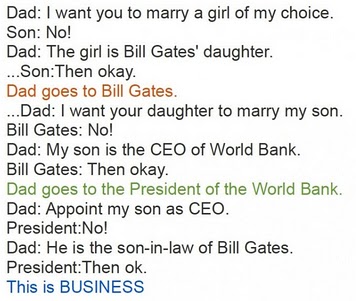 Dad: I want you to marry a girl of my choice.
Son: No!
Dad: The girl is Bill Gates' daughter.
...Son:Then okay.
Dad goes to Bill Gates.
...Dad: I want your daughter to marry my son.
Bill Gates: No!
Dad: My son is the CEO of World Bank.
Bill Gates: Then okay.
Dad goes to the President of the World Bank.
Dad: Appoint my son as CEO.
President:No!
Dad: He is the son-in-law of Bill Gates.
President:Then ok.
This is BUSINESS